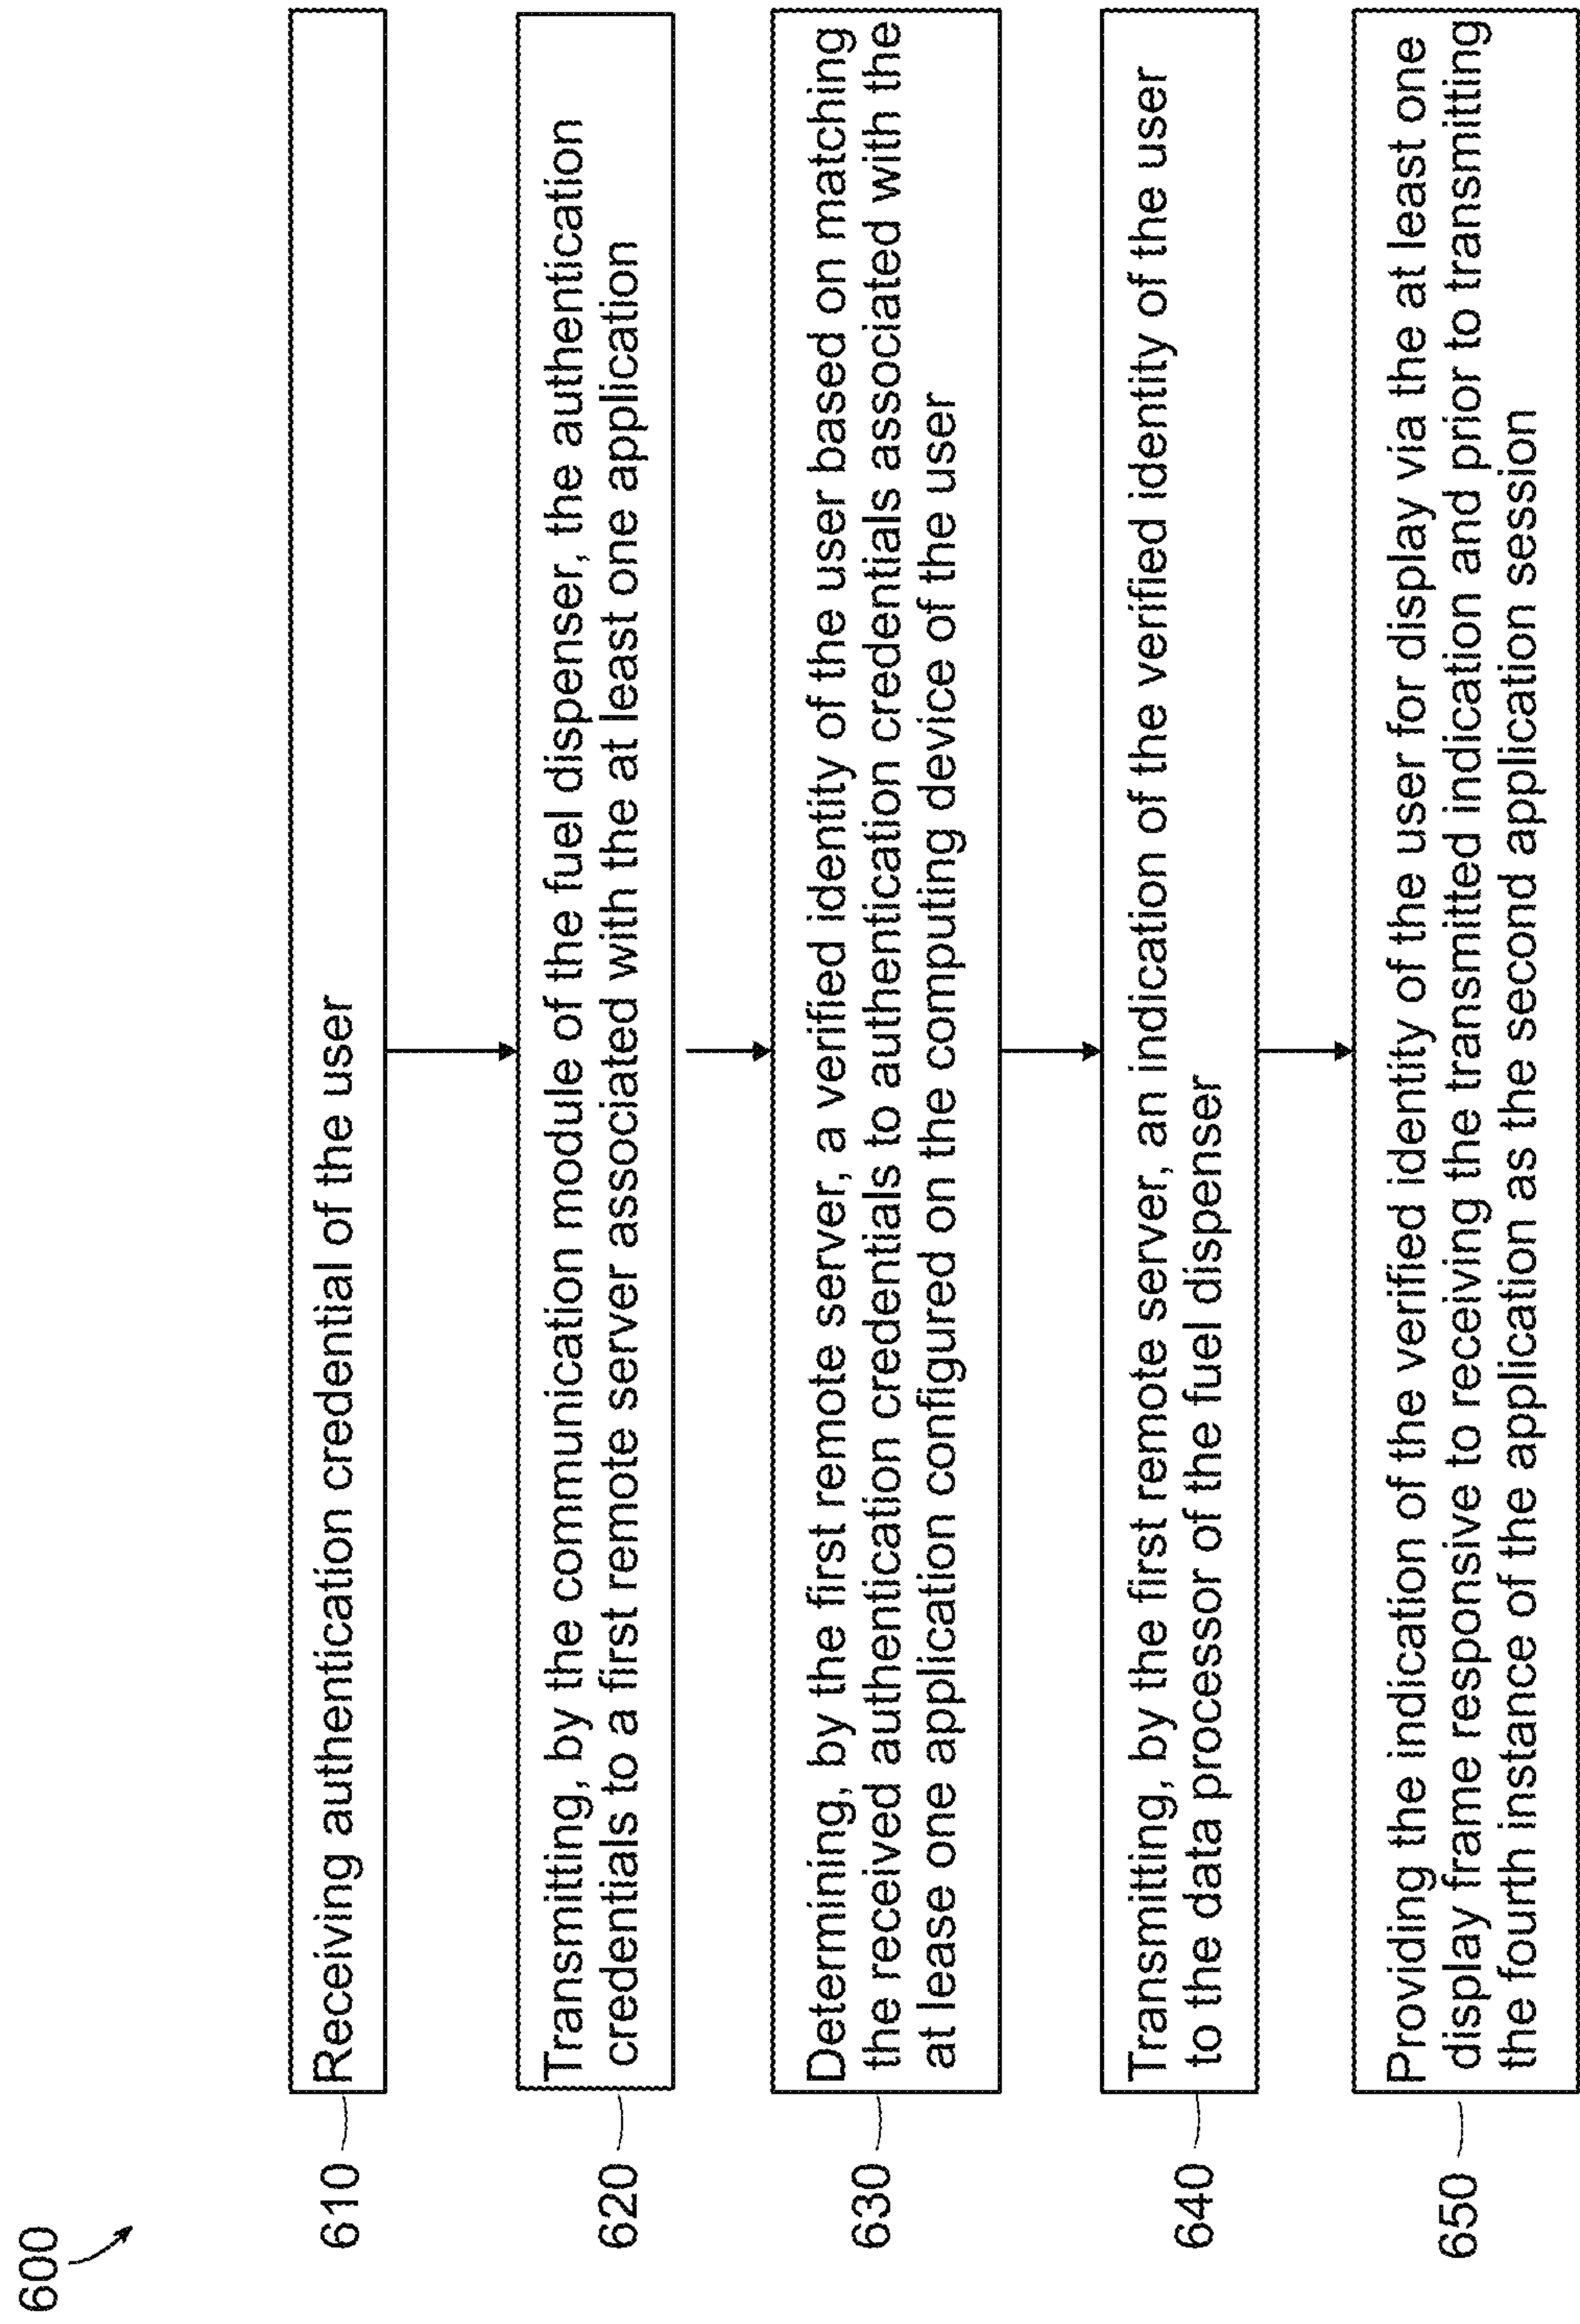 600
610
Receiving authentication credential of the user
620
Transmitting, by the communication module of the fuel dispenser, the authentication
credentials to a first remote server associated with the at least one application
630
Determining, by the first remote server, a verified identity of the user based on matching
the received authentication credentials to authentication credentials associated with the
at lease one application configured on the computing device of the user
640
Transmitting, by the first remote server, an indication of the verified identity of the user
to the data processor of the fuel dispenser
650
Providing the indication of the verified identity of the user for display via the at least one
display frame responsive to receiving the transmitted indication and prior to transmitting
the fourth instance of the application as the second application session